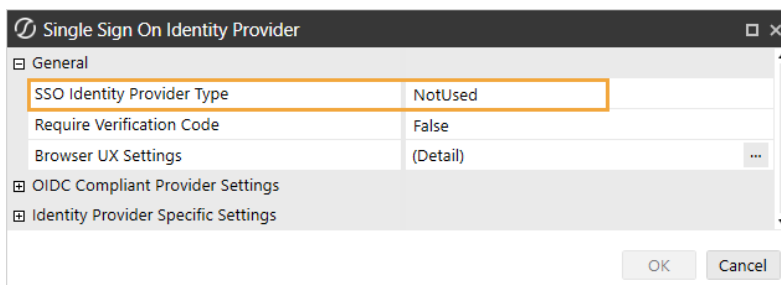 Single Sign On Identity Provider
General
SSO Identity Provider Type NotUsed
Require Verification Code False
Browser UX Settings (Detail) ...
OIDC Compliant Provider Settings
Identity Provider Specific Settings
OK Cancel